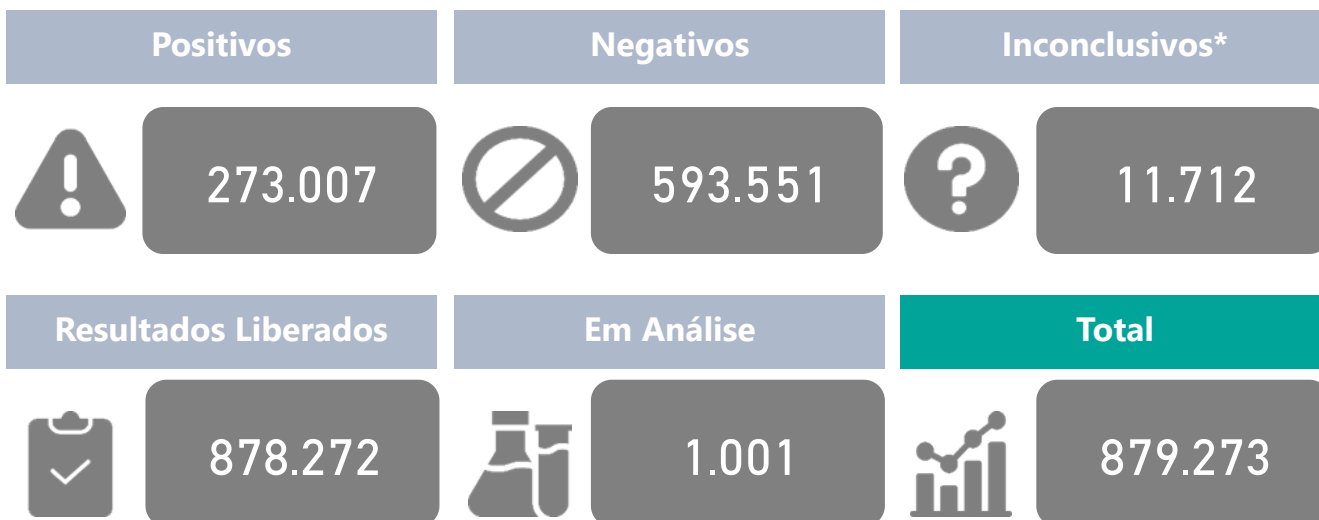 Positivos
Negativos
Inconclusivos*
273.007
593.551
11.712
Resultados Liberados
Em Análise
Total
878.272
1.001
879.273